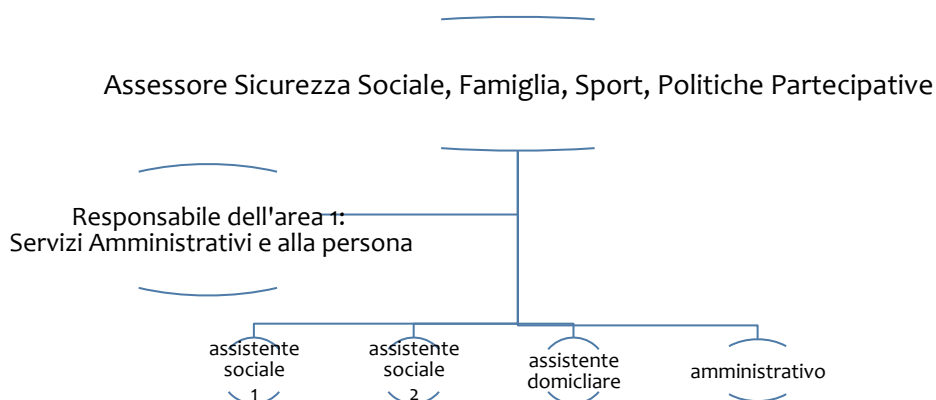 Assessore Sicurezza Sociale, Famiglia, Sport, Politiche Partecipative
Responsabile dell'area 1:
Servizi Amministrativi e alla persona
assistente
sociale
1
assistente
sociale
2
assistente
domicliare
amministrativo